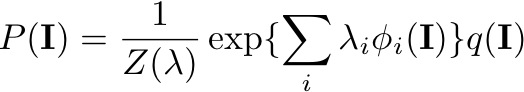 P(𝐈) = 1/Z(λ) exp{∑_i λ_i ϕ_i(𝐈)}q(𝐈)